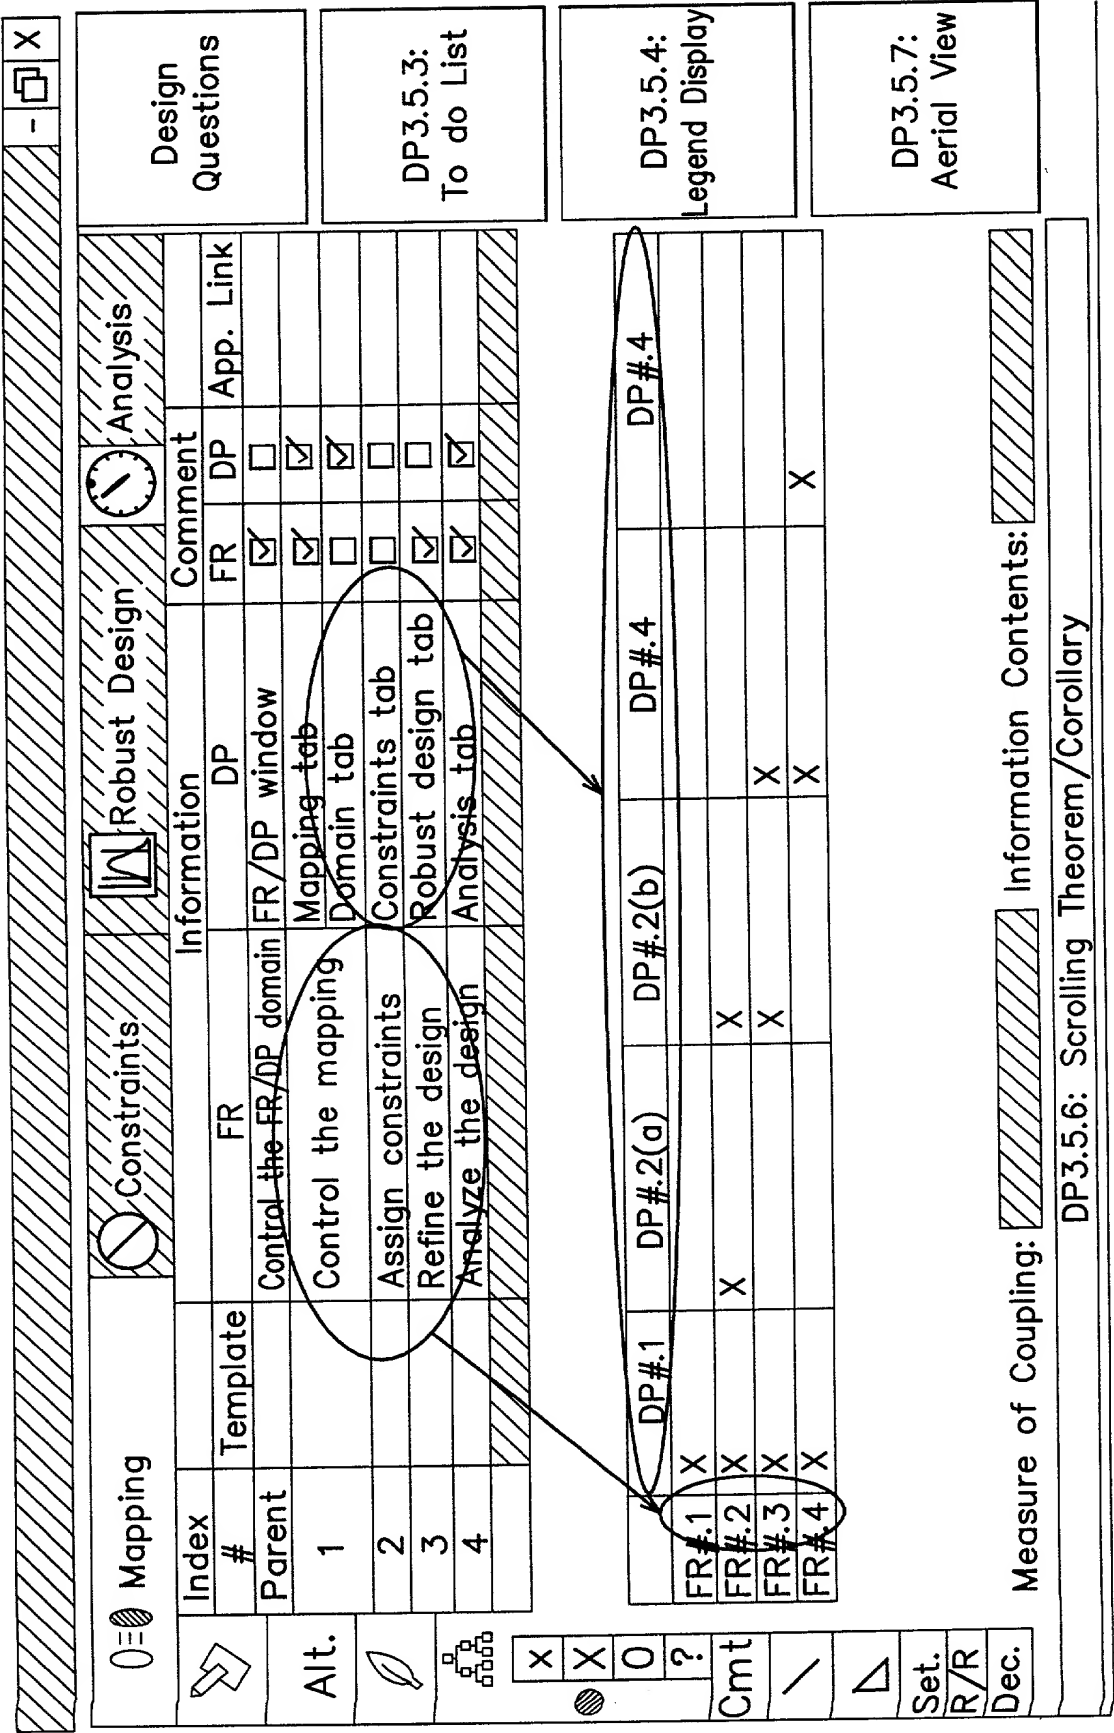 - X
0=0 Mapping Constraints Robust Design Analysis
Design
Questions
Index Information Comment
# Template FR DP FR DP App. Link
Parent Control the FR/DP domain FR/DP window
1 Control the mapping Mapping tab
Domain tab
2 Assign constraints Constraints tab
3 Refine the design Robust design tab
4 Analyze the design Analysis tab
DP3.5.3:
To do List
Alt.
X
X
O
?
Cmt
Set.
R/R
Dec.
DP#.1 DP#.2(a) DP#.2(b) DP#.4 DP#.4
FR#.1 X
FR#.2 X X X
FR#.3 X X X
FR#.4 X X X
DP3.5.4:
Legend Display
DP3.5.7:
Aerial View
Measure of Coupling: Information Contents:
DP3.5.6: Scrolling Theorem/Corollary